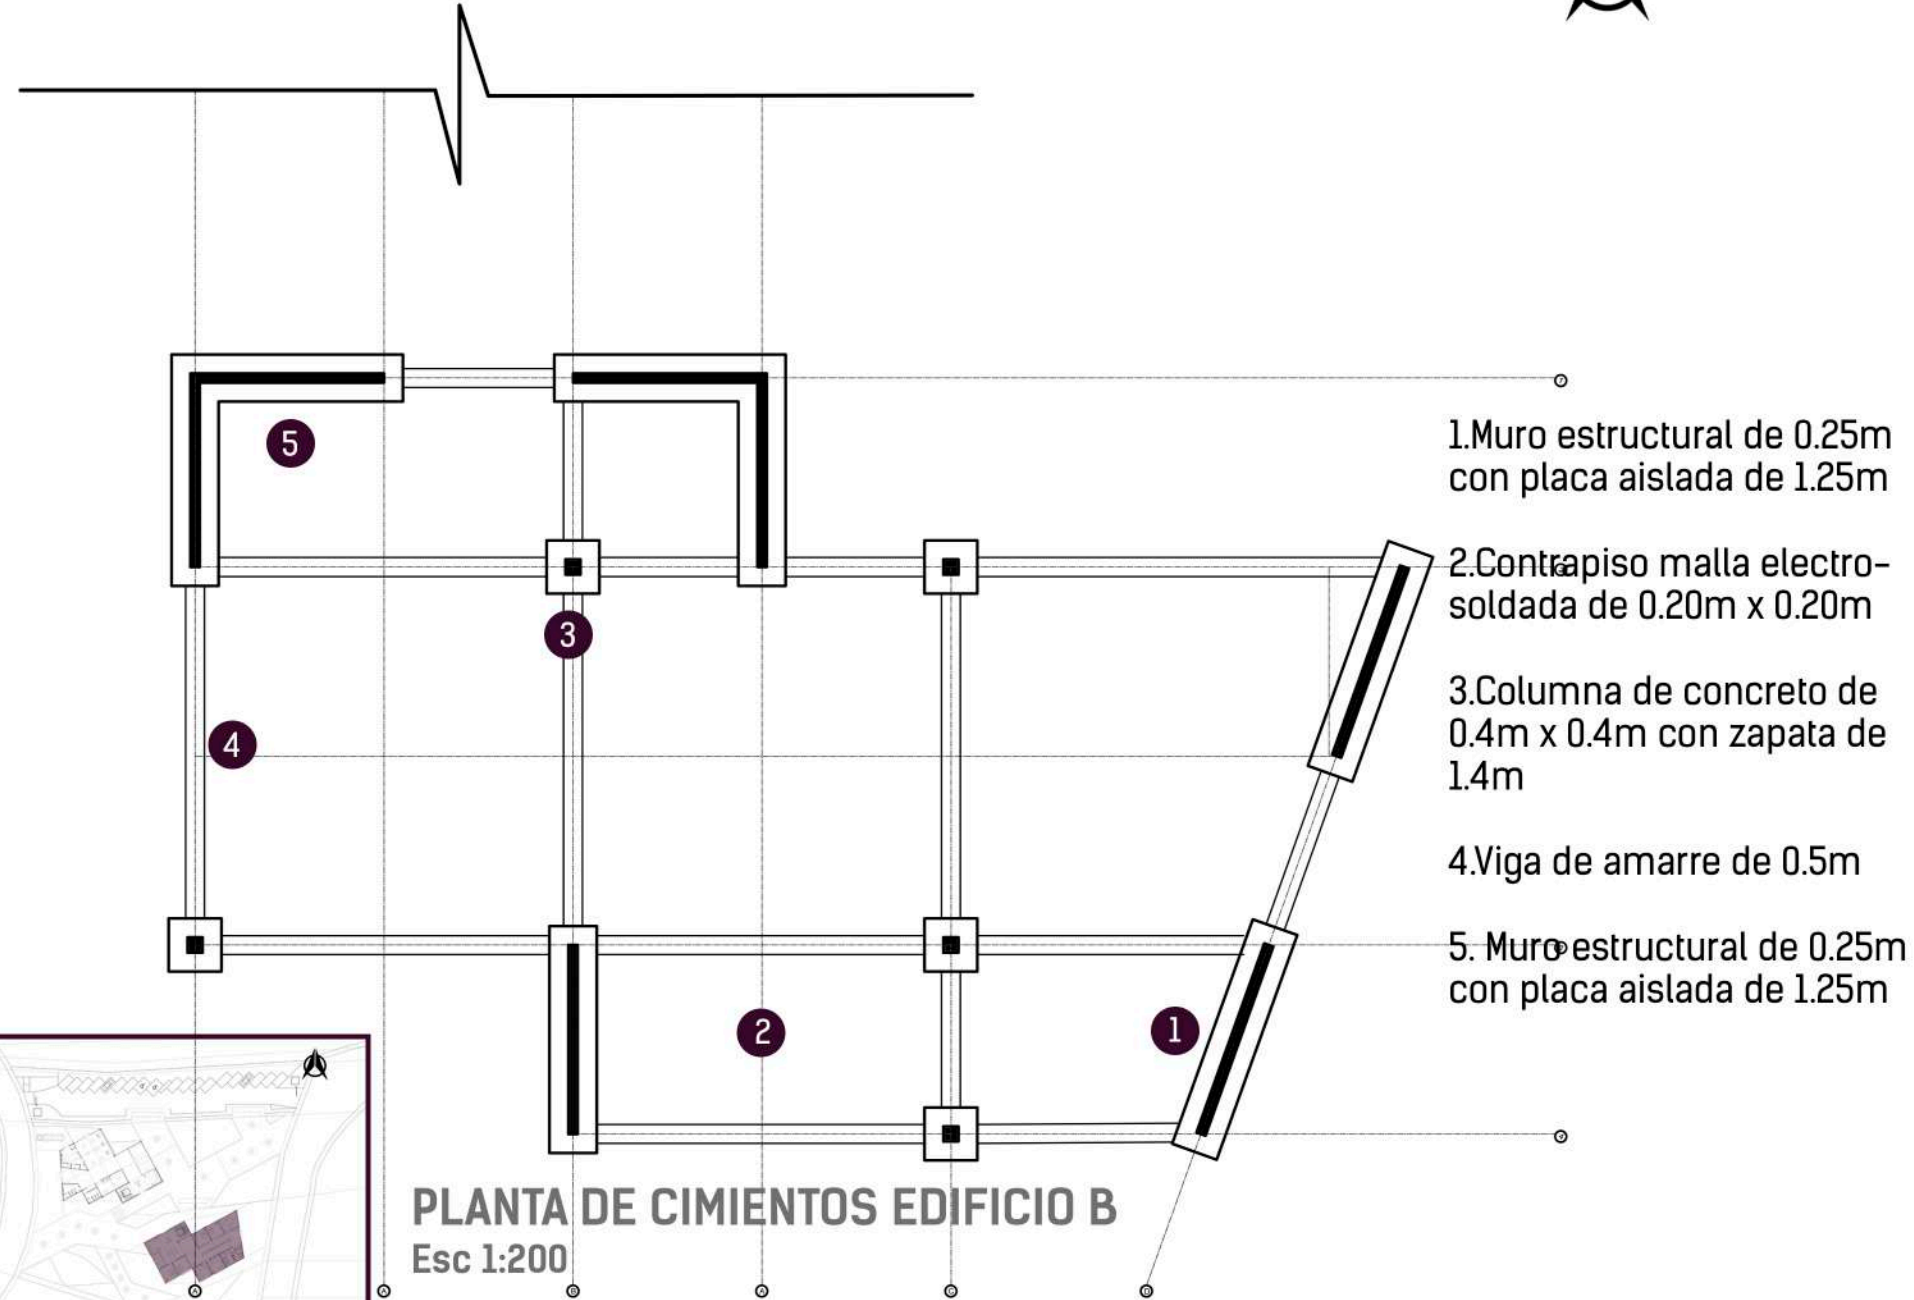 5
3
4
2
1
1.Muro estructural de 0.25m
con placa aislada de 1.25m
2.Contrapiso malla electro-
soldada de 0.20m x 0.20m
3.Columna de concreto de
0.4m x 0.4m con zapata de
1.4m
4.Viga de amarre de 0.5m
5. Muro estructural de 0.25m
con placa aislada de 1.25m
PLANTA DE CIMIENTOS EDIFICIO B
Esc 1:200
A A B A C D